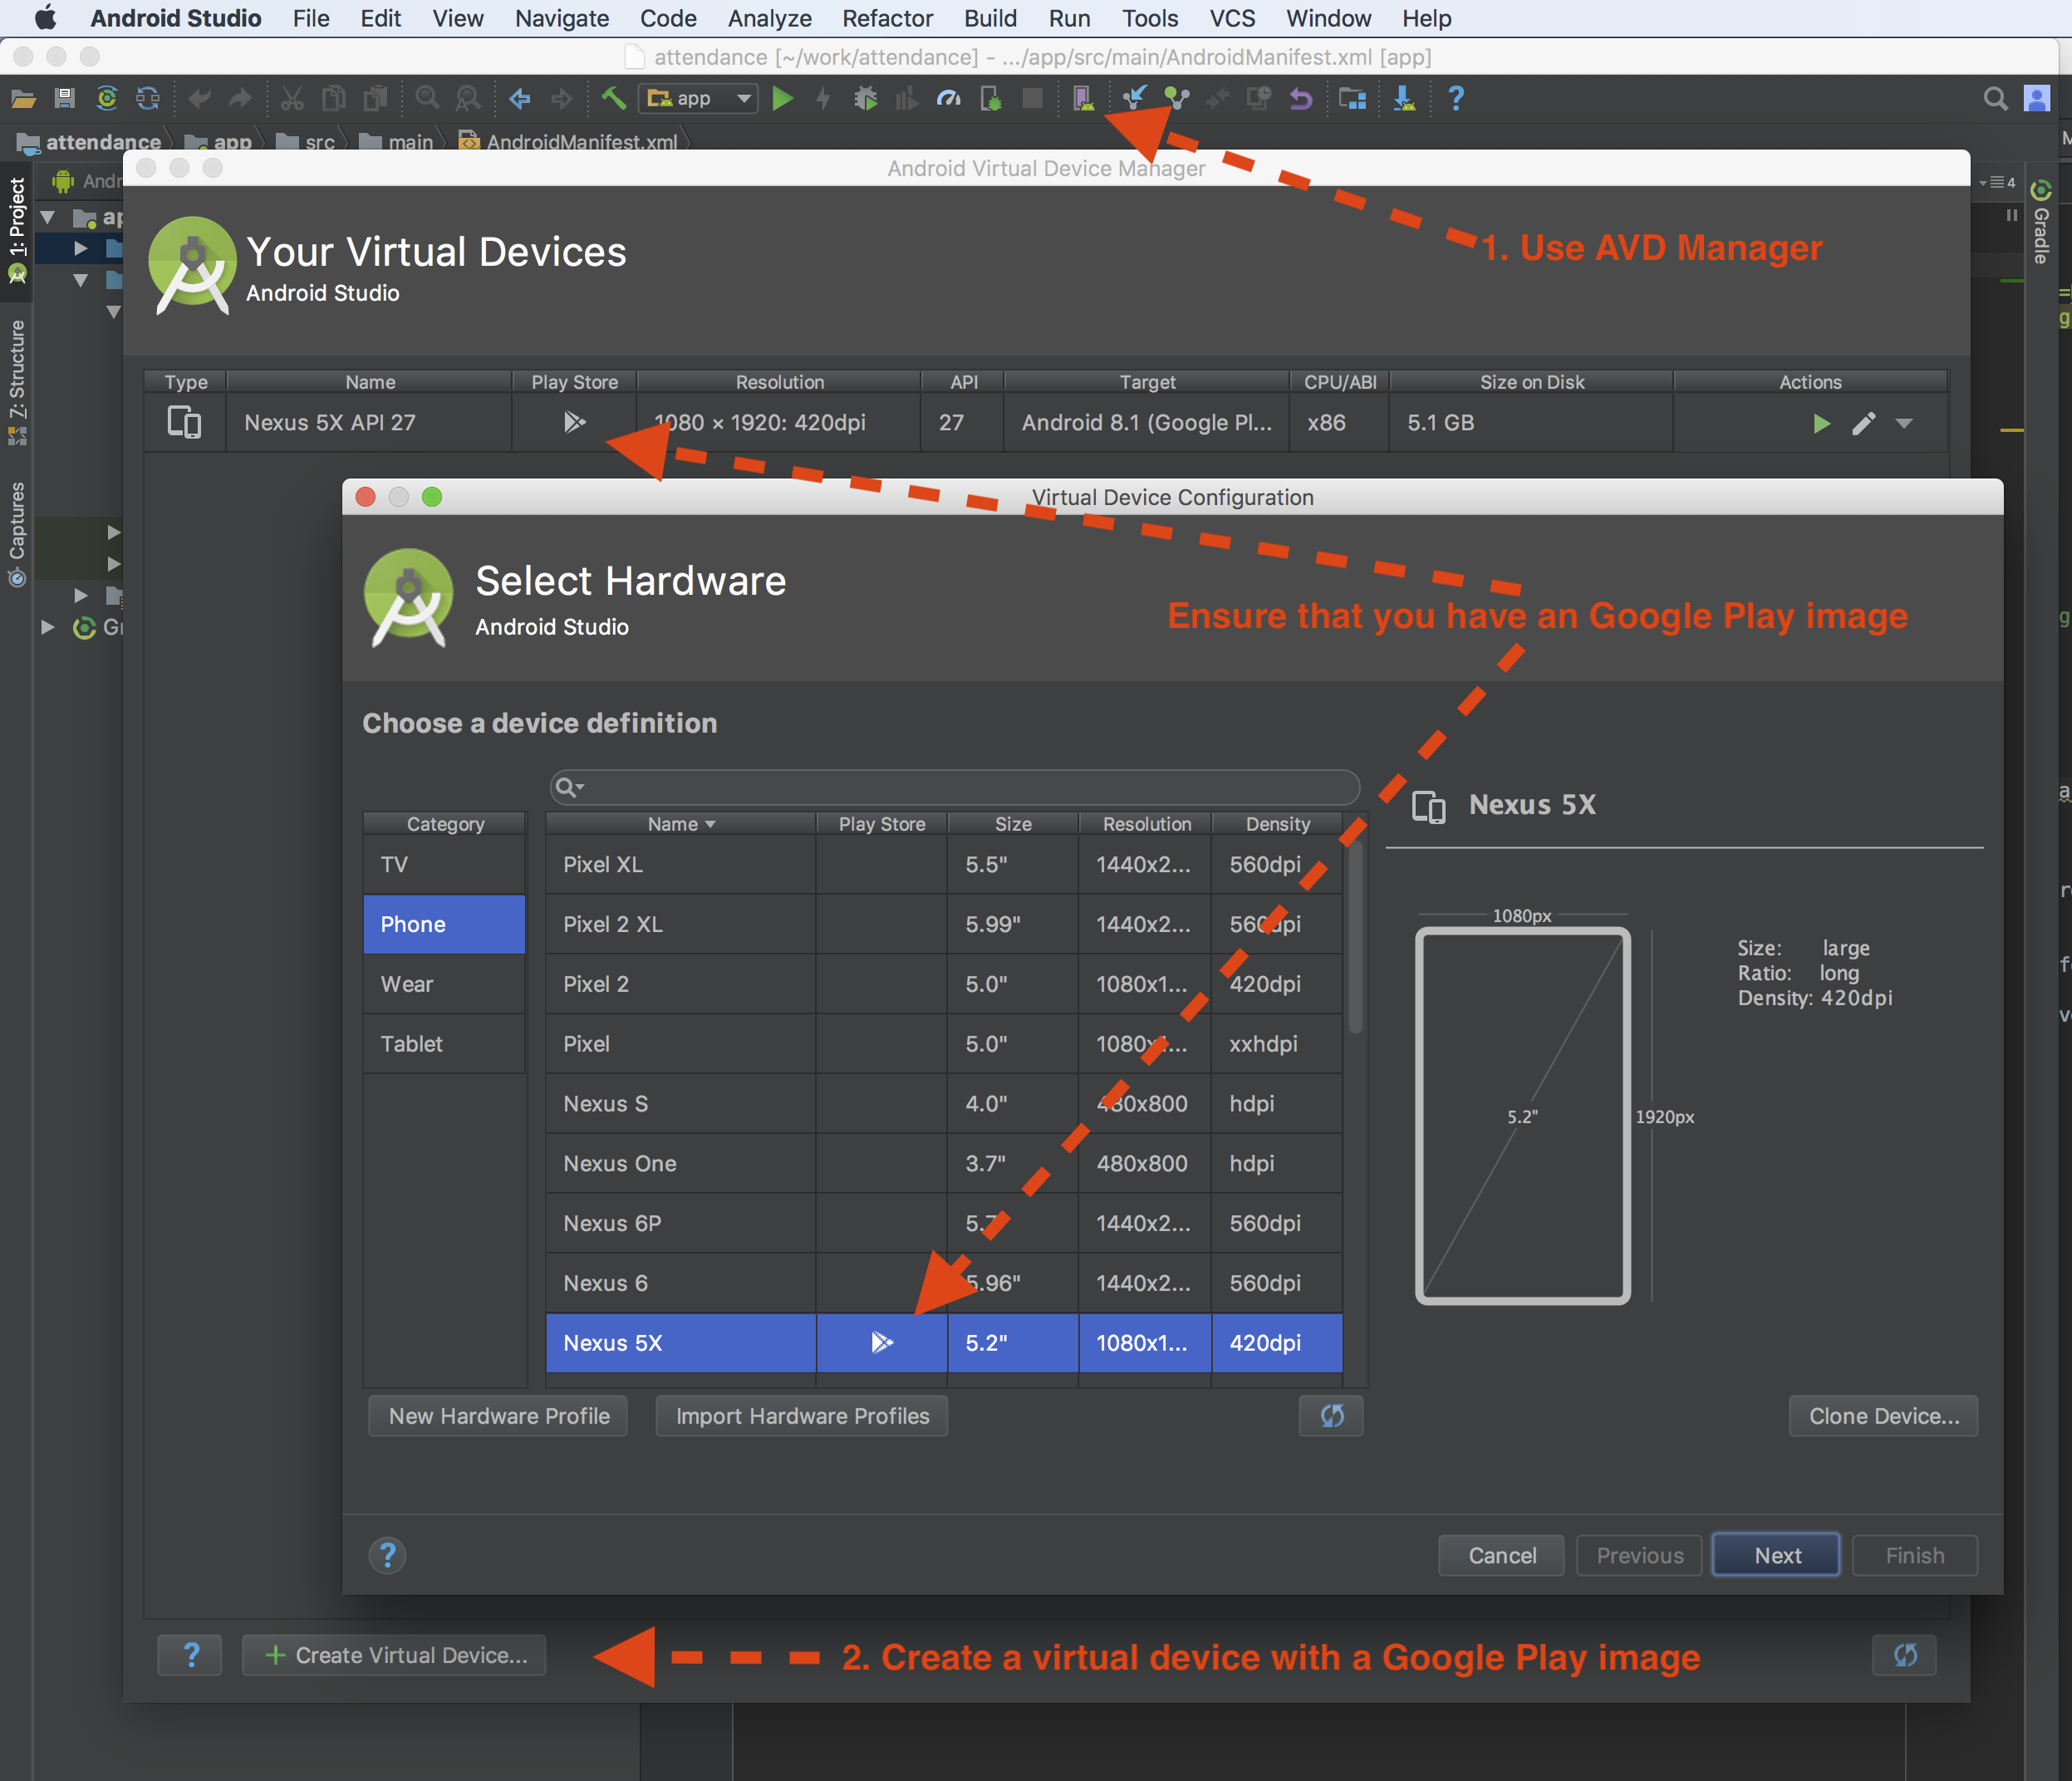 Android Studio File Edit View Navigate Code Analyze Refactor Build Run Tools VCS Window Help
attendance [~/work/attendance] - .../app/src/main/AndroidManifest.xml [app]
app
attendance app src main AndroidManifest.xml
Android Virtual Device Manager
1: Project
7: Structure
Captures
Gradle
4
Your Virtual Devices
Android Studio
1. Use AVD Manager
Type Name Play Store Resolution API Target CPU/ABI Size on Disk Actions
Nexus 5X API 27 1080 × 1920: 420dpi 27 Android 8.1 (Google Pl... x86 5.1 GB
Virtual Device Configuration
Select Hardware
Android Studio
Ensure that you have an Google Play image
Choose a device definition
Category
TV
Phone
Wear
Tablet
Name Play Store Size Resolution Density
Pixel XL 5.5" 1440x2... 560dpi
Pixel 2 XL 5.99" 1440x2... 560dpi
Pixel 2 5.0" 1080x1... 420dpi
Pixel 5.0" 1080x1... xxhdpi
Nexus S 4.0" 480x800 hdpi
Nexus One 3.7" 480x800 hdpi
Nexus 6P 5.7 1440x2... 560dpi
Nexus 6 5.96" 1440x2... 560dpi
Nexus 5X 5.2" 1080x1... 420dpi
Nexus 5X
1080px
5.2"
1920px
Size: large
Ratio: long
Density: 420dpi
New Hardware Profile Import Hardware Profiles Clone Device...
? Cancel Previous Next Finish
? + Create Virtual Device...
2. Create a virtual device with a Google Play image